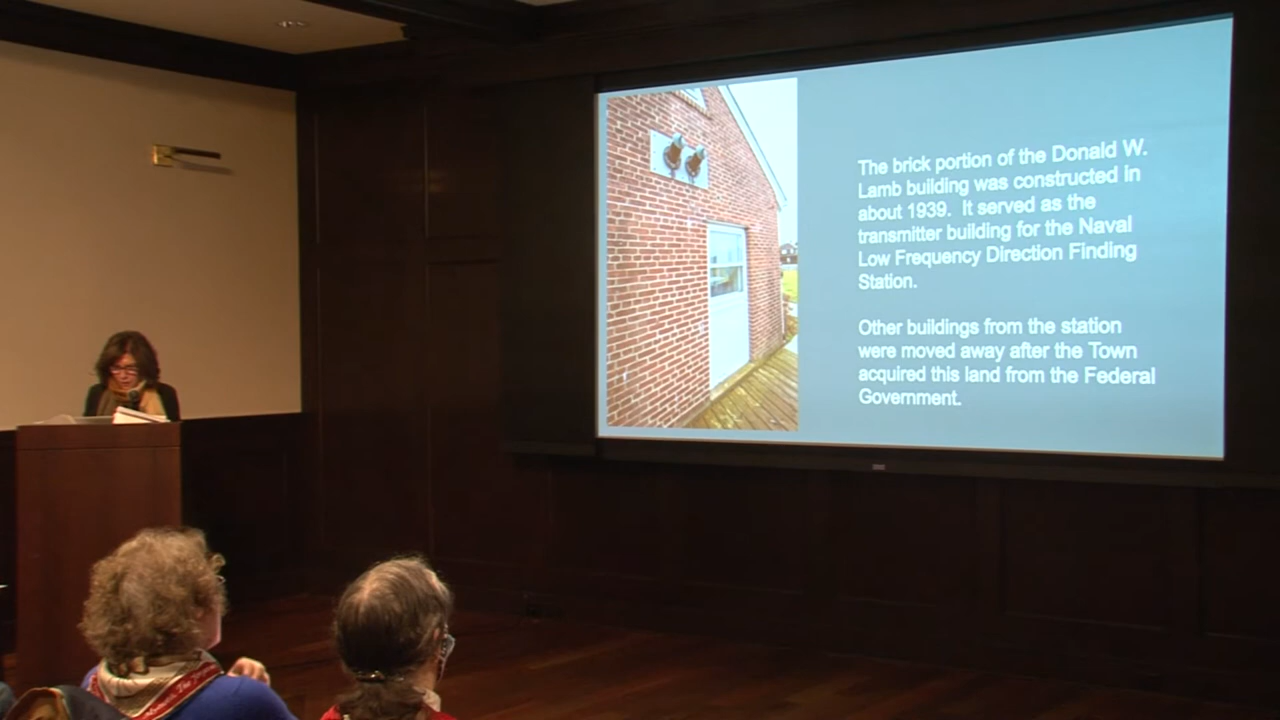 The brick portion of the Donald W.
Lamb building was constructed in
about 1939.  It served as the
transmitter building for the Naval
Low Frequency Direction Finding
Station.
Other buildings from the station
were moved away after the Town
acquired this land from the Federal
Government.